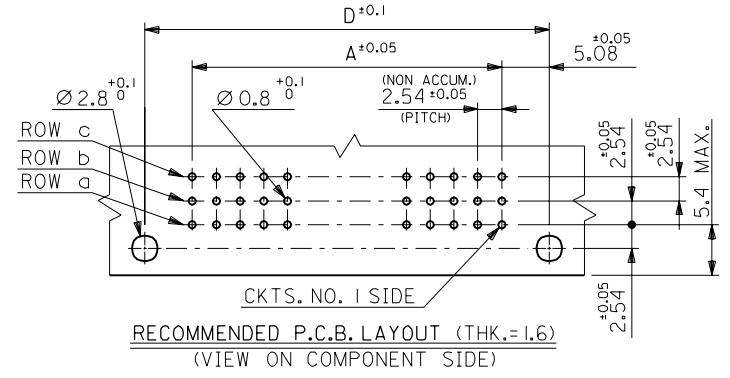 D±0.1
A±0.05
±0.05
5.08
+0.1
Ø2.8 0
+0.1
Ø0.8 0
(NON ACCUM.)
2.54±0.05
(PITCH)
ROW c
ROW b
ROW a
±0.05
2.54
±0.05
2.54
5.4 MAX.
±0.05
2.54
CKTS. NO. 1 SIDE
RECOMMENDED P.C.B. LAYOUT (THK.=1.6)
(VIEW ON COMPONENT SIDE)